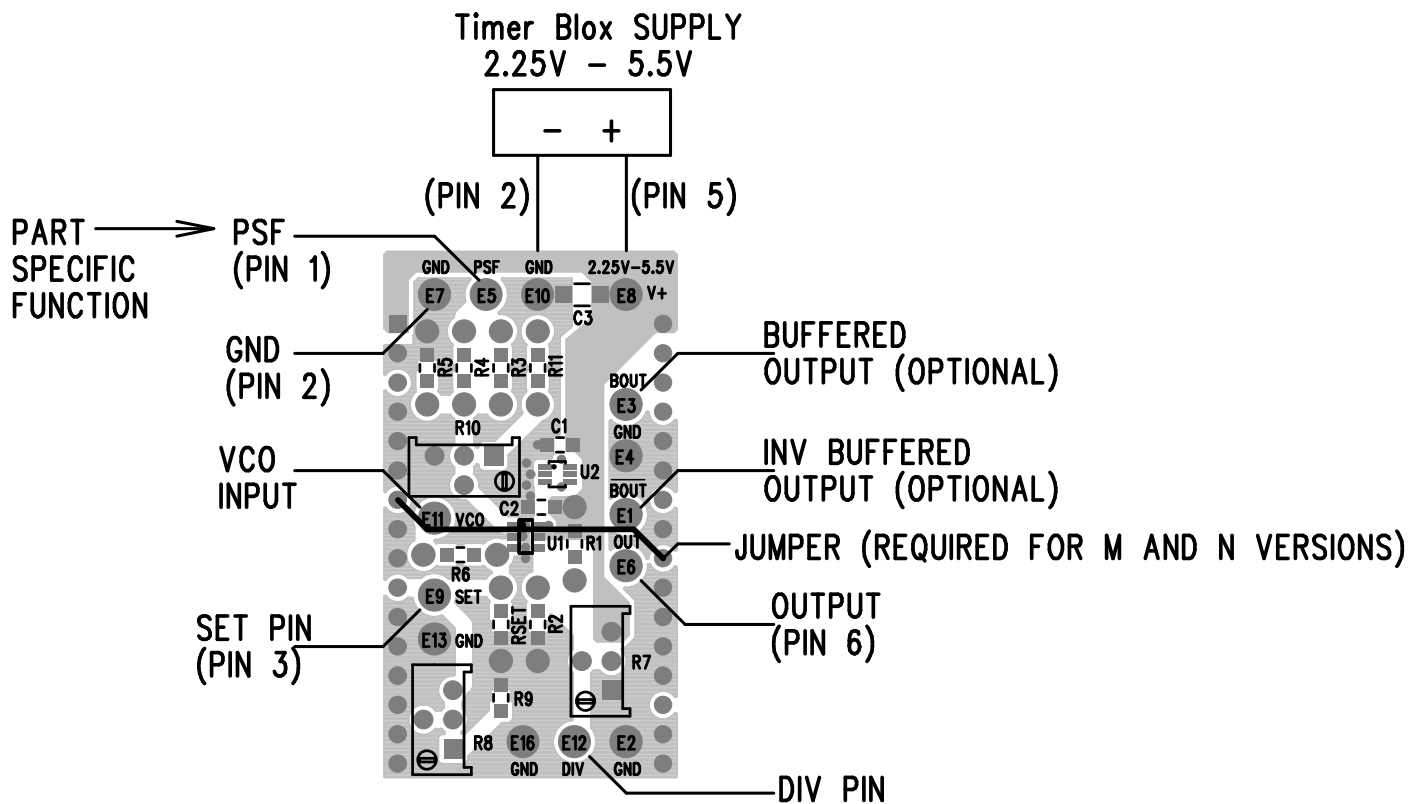 Timer Blox SUPPLY
2.25V - 5.5V
- +
(PIN 2) (PIN 5)
PART
SPECIFIC
FUNCTION
PSF
(PIN 1)
GND PSF GND 2.25V-5.5V
E7 E5 E10 E8 V+
C3
GND
(PIN 2)
R5 R4 R3 R11
BUFFERED
OUTPUT (OPTIONAL)
BOUT
E3
R10 C1 GND
E4
U2
VCO
INPUT
INV BUFFERED
OUTPUT (OPTIONAL)
BOUT
C2 E1
E11 VCO
U1 R1 OUT
JUMPER (REQUIRED FOR M AND N VERSIONS)
R6 E6
E9 SET
RSET R2
SET PIN
(PIN 3)
OUTPUT
(PIN 6)
E13 GND
R7
R9
R8 E16 E12 E2
GND DIV GND
DIV PIN